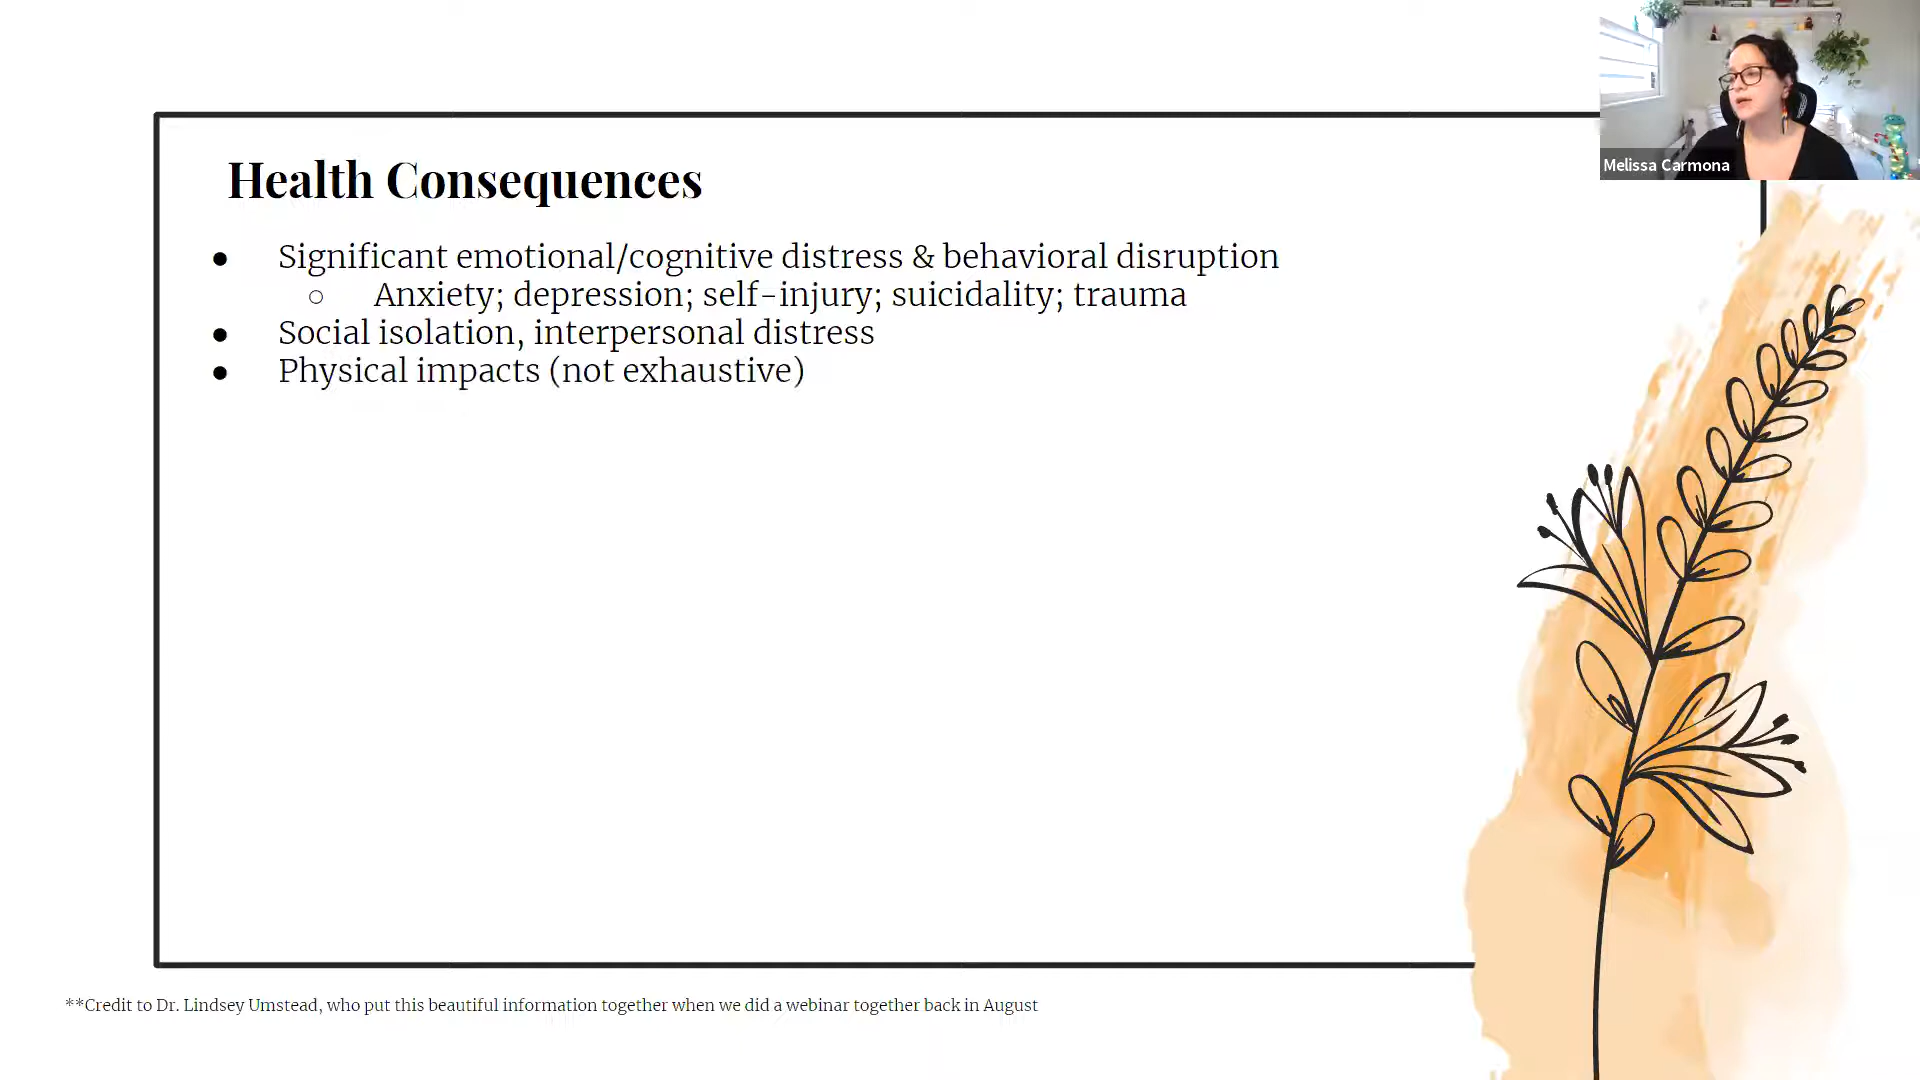 Health Consequences
● Significant emotional/cognitive distress & behavioral disruption
○ Anxiety; depression; self-injury; suicidality; trauma
● Social isolation, interpersonal distress
● Physical impacts (not exhaustive)
**Credit to Dr. Lindsey Umstead, who put this beautiful information together when we did a webinar together back in August
Melissa Carmona